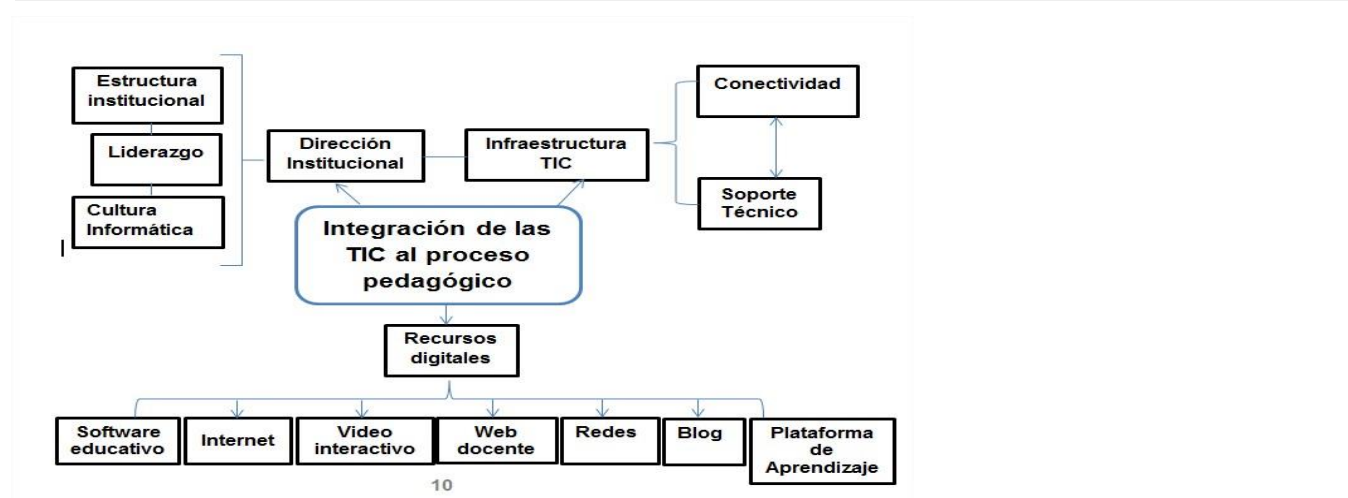 Estructura
institucional
Liderazgo
Cultura
Informática
Dirección
Institucional
Infraestructura
TIC
Conectividad
Soporte
Técnico
Integración de las
TIC al proceso
pedagógico
Recursos
digitales
Software
educativo
Internet
Video
interactivo
Web
docente
Redes
Blog
Plataforma
de
Aprendizaje
10